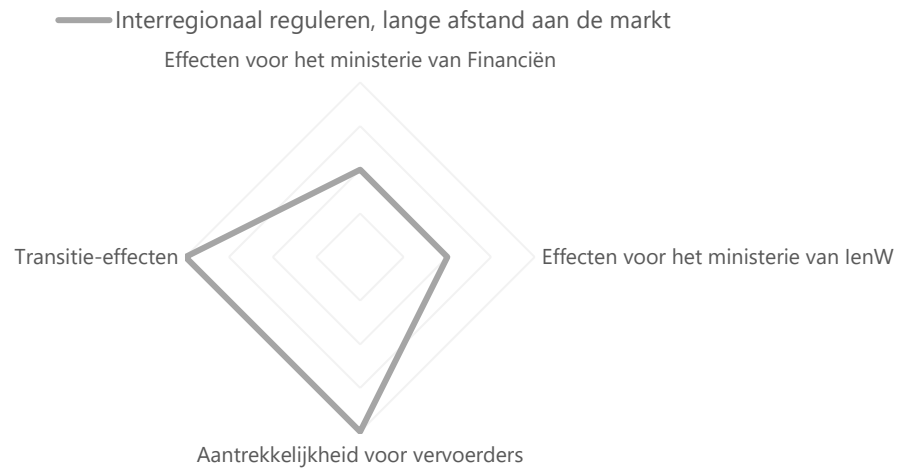 Interregionaal reguleren, lange afstand aan de markt
Effecten voor het ministerie van Financiën
Transitie-effecten
Effecten voor het ministerie van IenW
Aantrekkelijkheid voor vervoerders